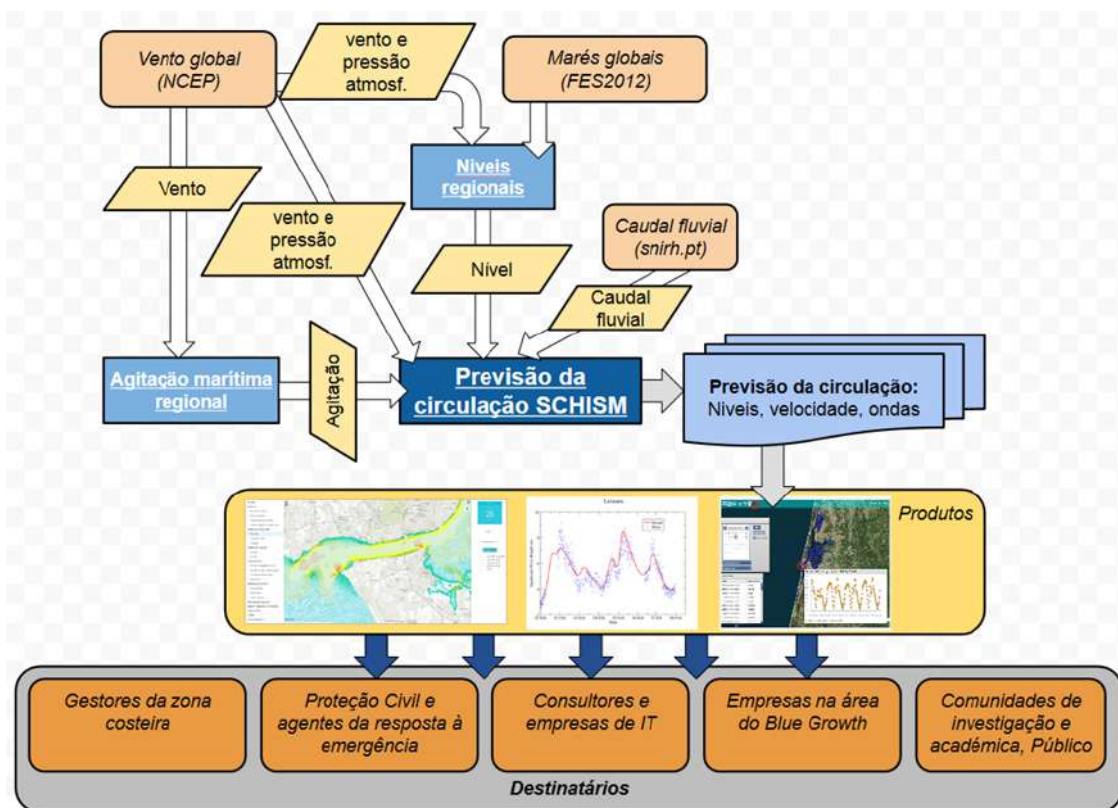 Vento global
(NCEP)
vento e
pressão
atmosf.
Marés globais
(FES2012)
Niveis
regionais
Vento
vento e
pressão
atmosf.
Caudal fluvial
(snirh.pt)
Nível
Caudal
fluvial
Agitação marítima
regional
Agitação
Previsão da
circulação SCHISM
Previsão da circulação:
Niveis, velocidade, ondas
Produtos
Gestores da zona
costeira
Proteção Civil e
agentes da resposta à
emergência
Consultores e
empresas de IT
Empresas na área
do Blue Growth
Comunidades de
investigação e
académica, Público
Destinatários